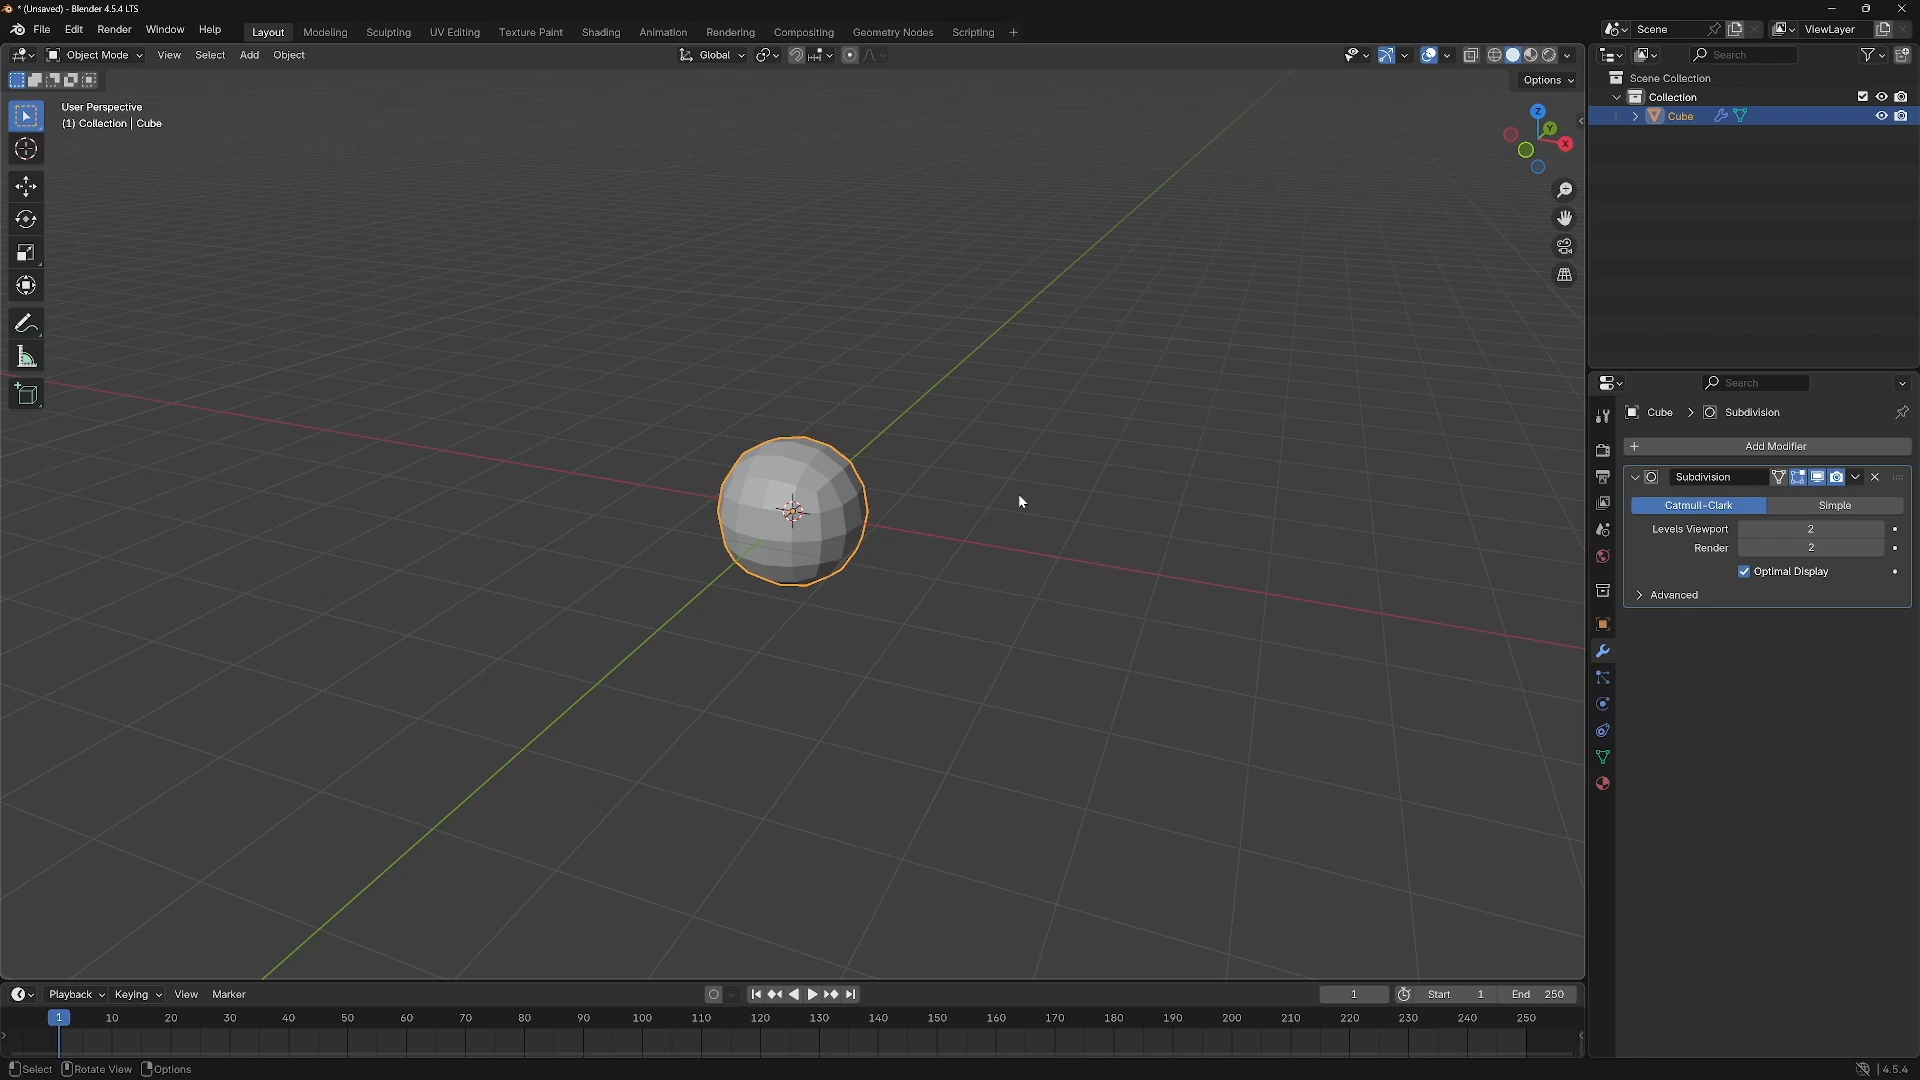 * (Unsaved) - Blender 4.5.4 LTS
File Edit Render Window Help Layout Modeling Sculpting UV Editing Texture Paint Shading Animation Rendering Compositing Geometry Nodes Scripting + Scene ViewLayer
Object Mode View Select Add Object Global Search
Options
User Perspective
(1) Collection | Cube
Z
Y
X
Scene Collection
Collection
Cube
Search
Cube > Subdivision
+ Add Modifier
Subdivision
Catmull-Clark Simple
Levels Viewport 2
Render 2
Optimal Display
Advanced
Playback Keying View Marker 1 Start 1 End 250
1 10 20 30 40 50 60 70 80 90 100 110 120 130 140 150 160 170 180 190 200 210 220 230 240 250
Select Rotate View Options 4.5.4